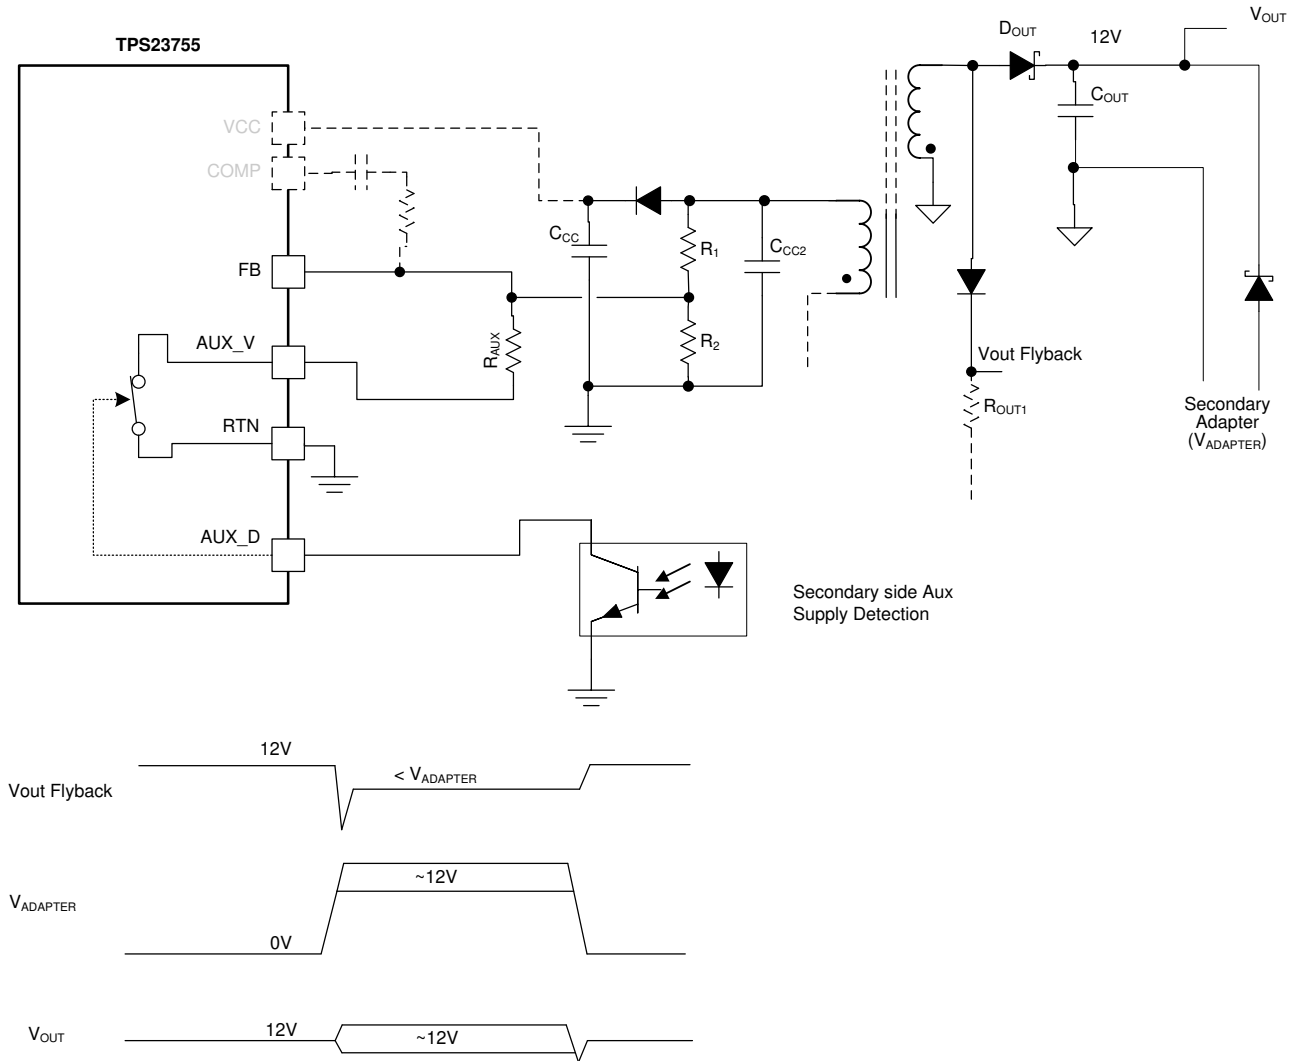 TPS23755
D_OUT
12V
V_OUT
C_OUT
VCC
COMP
C_CC
R_1
C_CC2
FB
R_AUX
R_2
AUX_V
Vout Flyback
R_OUT1
Secondary
Adapter
(V_ADAPTER)
RTN
AUX_D
Secondary side Aux
Supply Detection
12V
< V_ADAPTER
Vout Flyback
~12V
V_ADAPTER
0V
12V
~12V
V_OUT